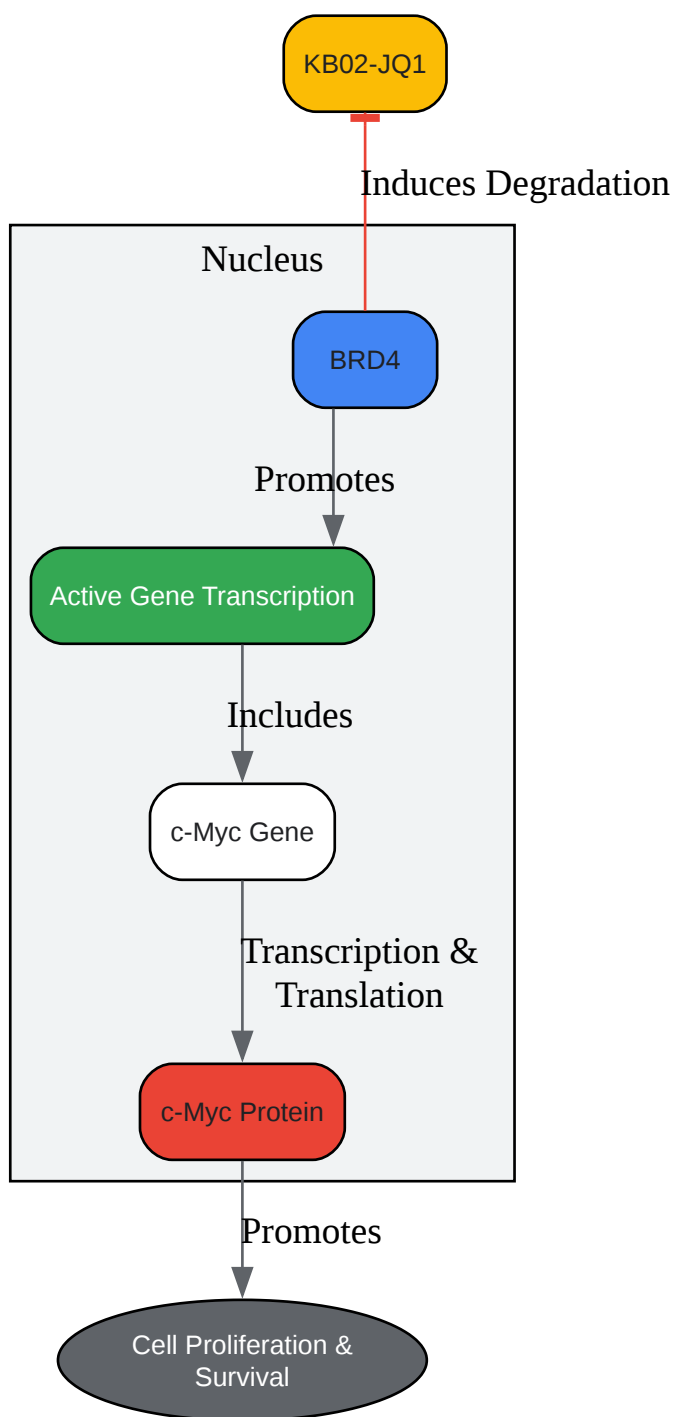 KB02-JQ1
Induces Degradation
Nucleus
BRD4
Promotes
Active Gene Transcription
Includes
c-Myc Gene
Transcription &
Translation
c-Myc Protein
Promotes
Cell Proliferation &
Survival